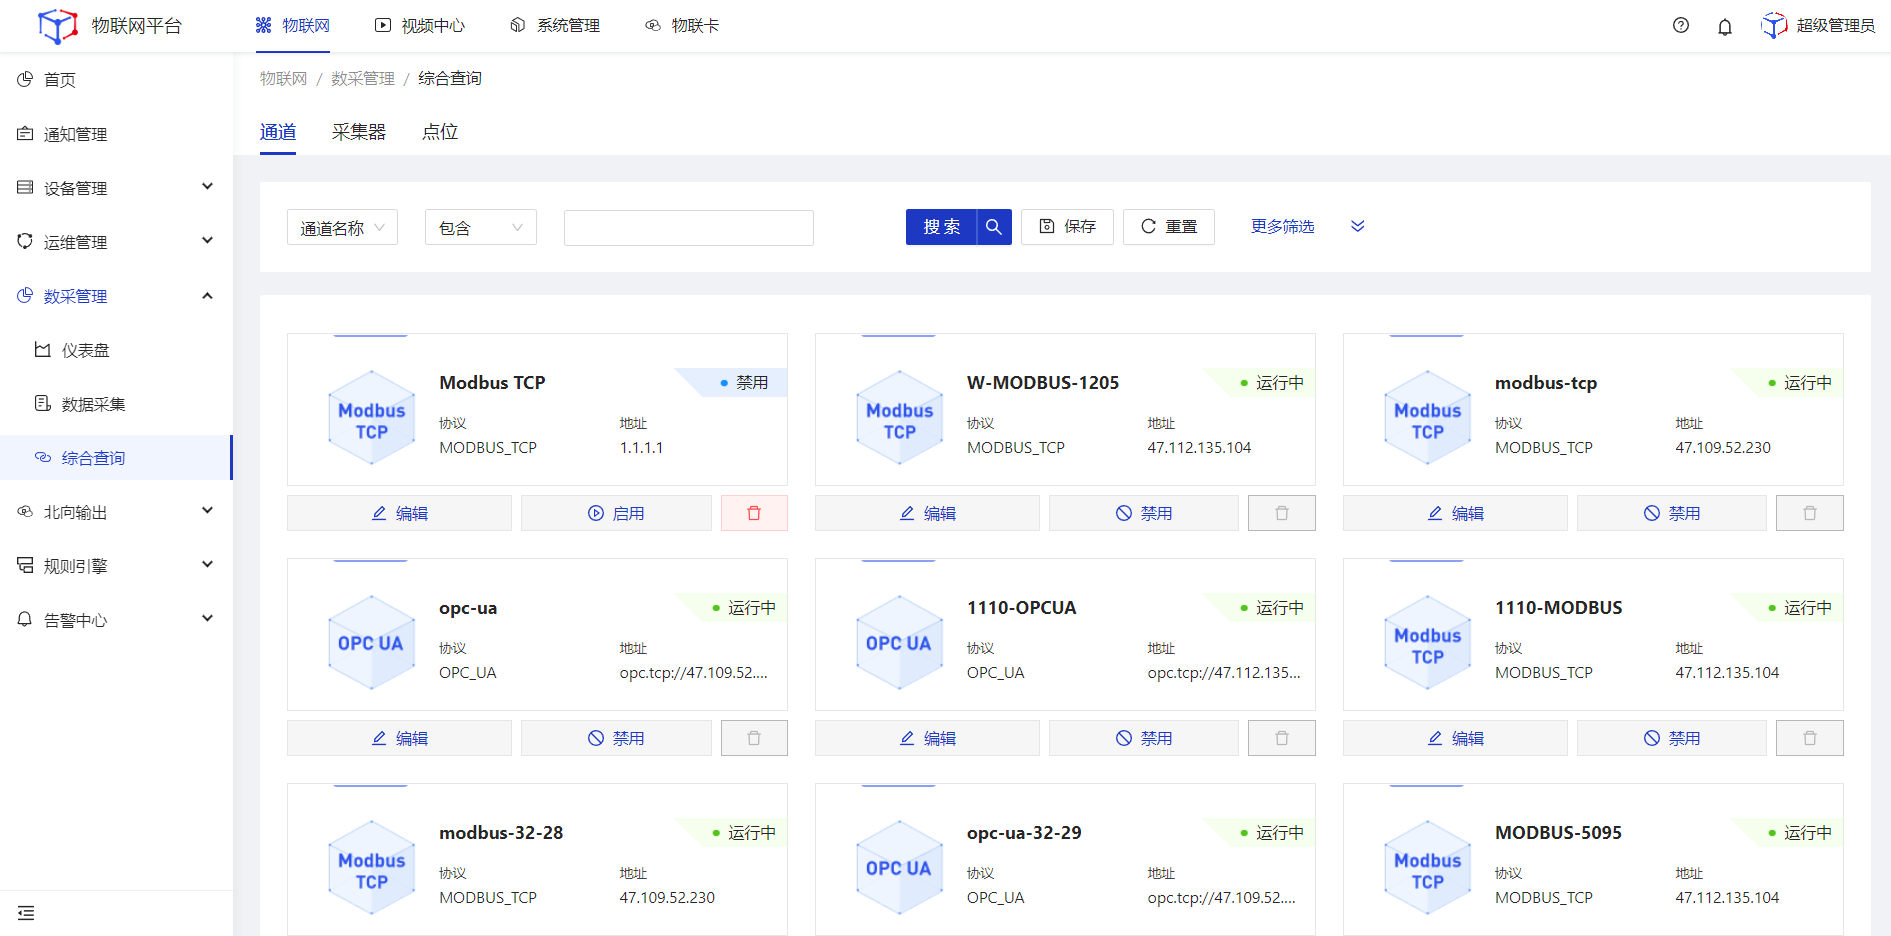 物联网平台
物联网
视频中心
系统管理
物联卡
超级管理员
首页
通知管理
设备管理
运维管理
数采管理
仪表盘
数据采集
综合查询
北向输出
规则引擎
告警中心
物联网 / 数采管理 / 综合查询
通道
采集器
点位
通道名称
包含
搜索
保存
重置
更多筛选
Modbus TCP
Modbus TCP
禁用
协议
地址
MODBUS_TCP
1.1.1.1
编辑
启用
Modbus TCP
W-MODBUS-1205
运行中
协议
地址
MODBUS_TCP
47.112.135.104
编辑
禁用
Modbus TCP
modbus-tcp
运行中
协议
地址
MODBUS_TCP
47.109.52.230
编辑
禁用
OPC UA
opc-ua
运行中
协议
地址
OPC_UA
opc.tcp://47.109.52....
编辑
禁用
OPC UA
1110-OPCUA
运行中
协议
地址
OPC_UA
opc.tcp://47.112.135...
编辑
禁用
Modbus TCP
1110-MODBUS
运行中
协议
地址
MODBUS_TCP
47.112.135.104
编辑
禁用
Modbus TCP
modbus-32-28
运行中
协议
地址
MODBUS_TCP
47.109.52.230
OPC UA
opc-ua-32-29
运行中
协议
地址
OPC_UA
opc.tcp://47.109.52....
Modbus TCP
MODBUS-5095
运行中
协议
地址
MODBUS_TCP
47.112.135.104